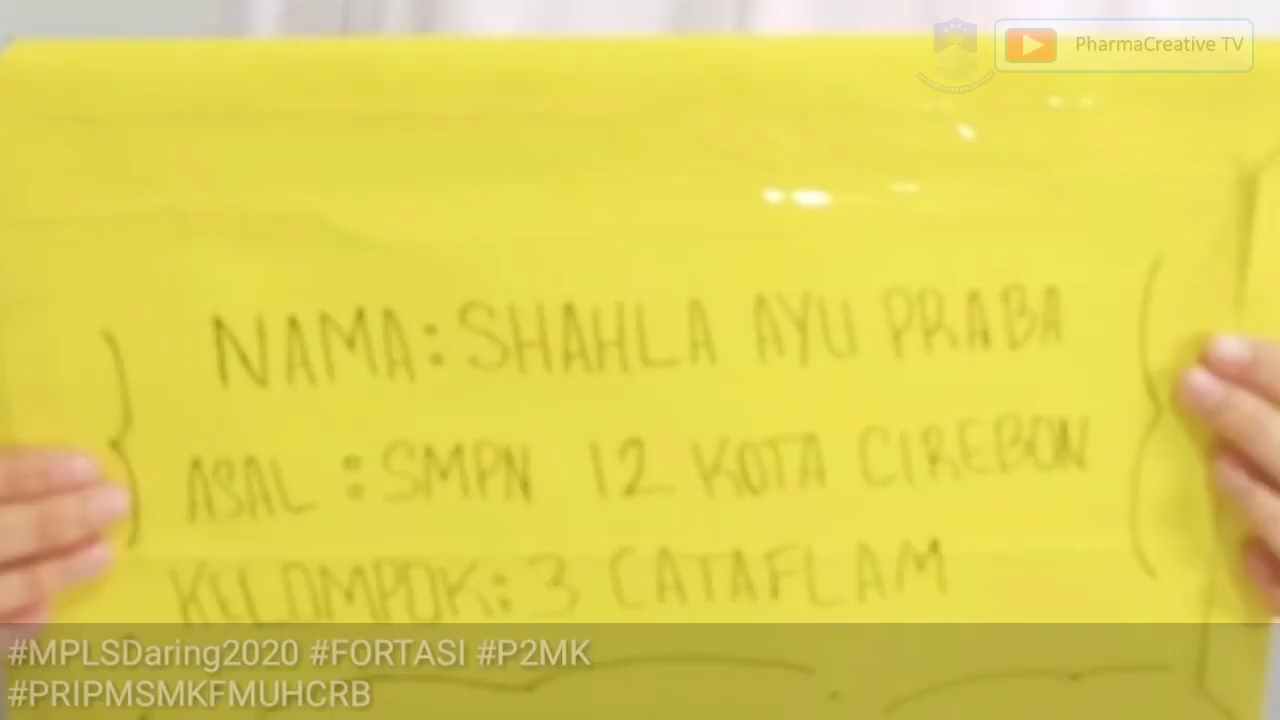 PharmaCreative TV
NAMA: SHAHLA AYU PRABA
ASAL : SMPN 12 KOTA CIREBON
KELOMPOK: 3 CATAFLAM
#MPLSDaring2020 #FORTASI #P2MK
#PRIPMSMKFMUHCRB